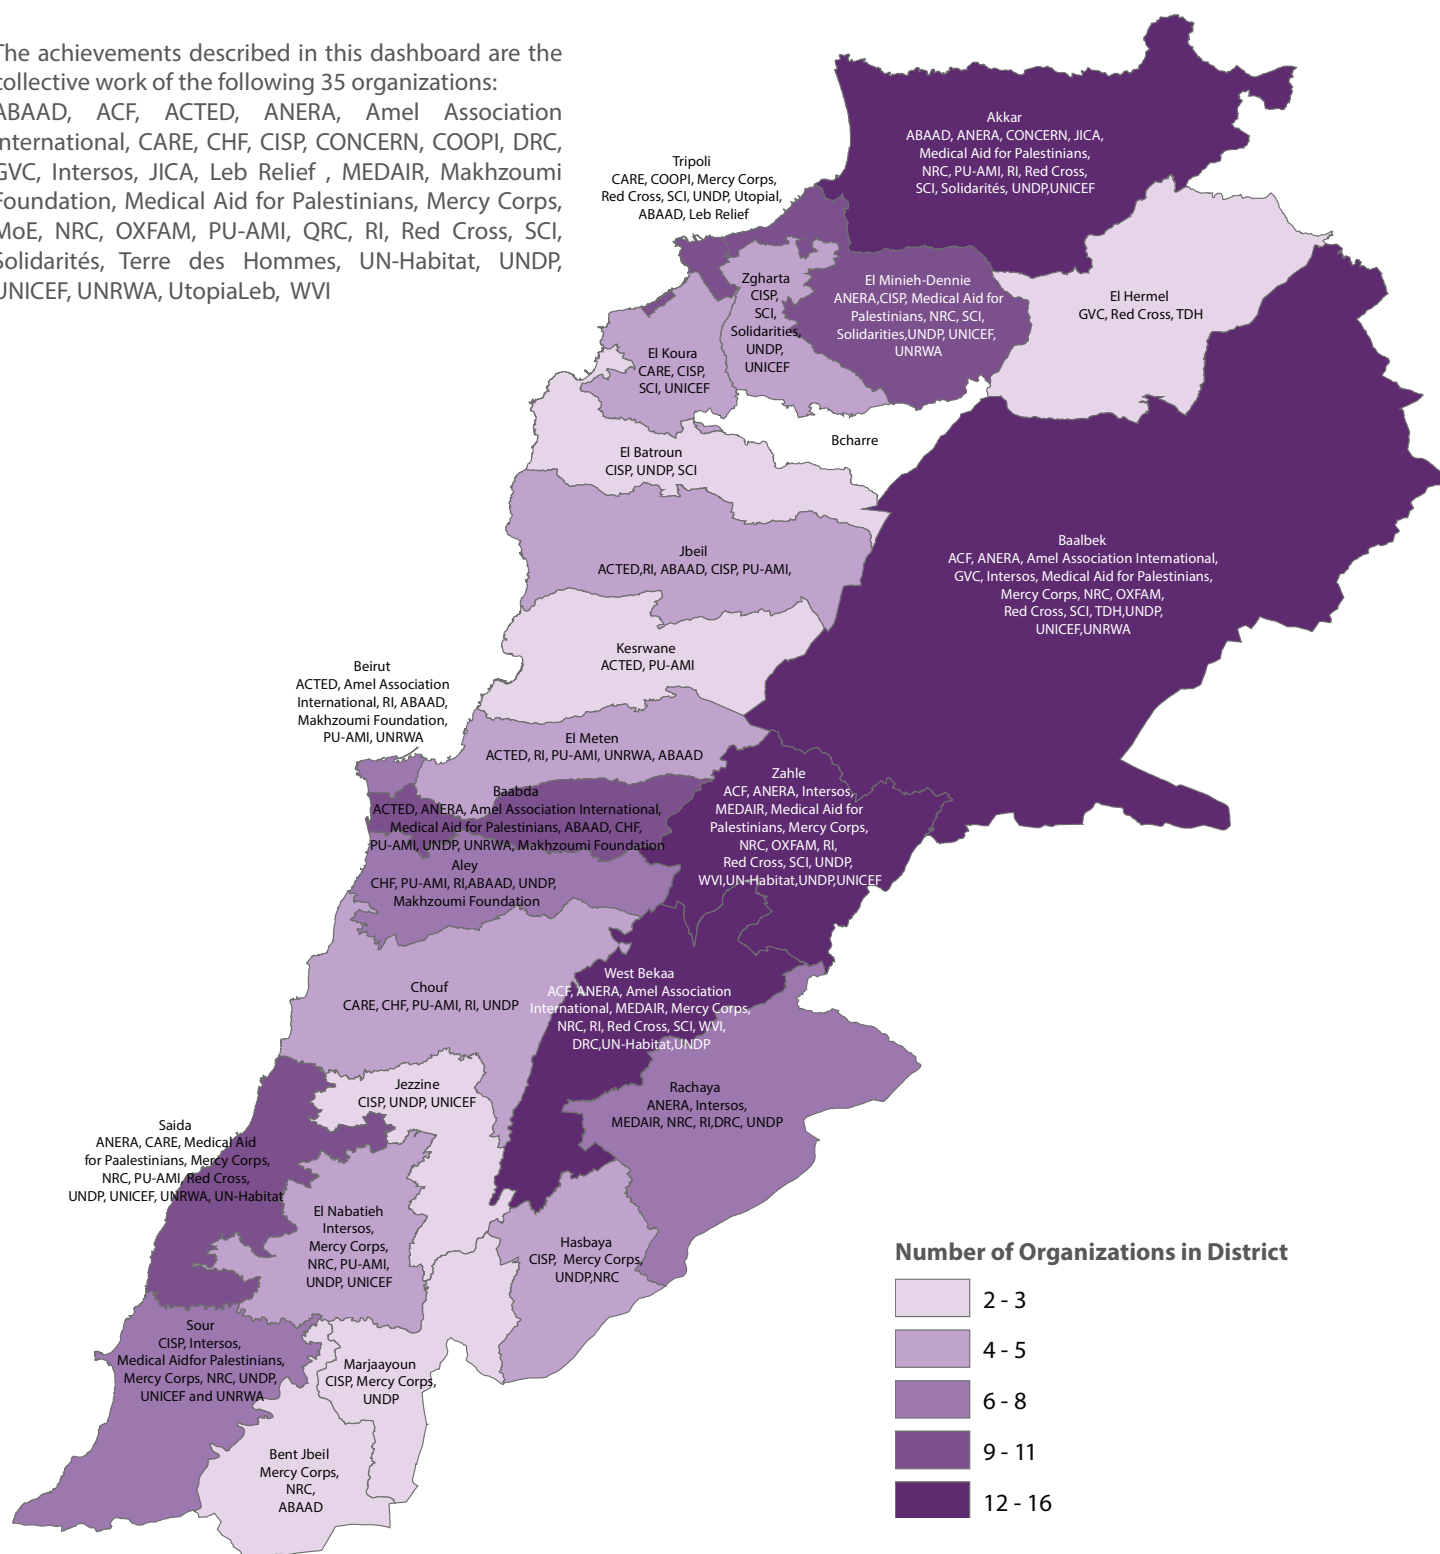 The achievements described in this dashboard are the
collective work of the following 35 organizations:
ABAAD, ACF, ACTED, ANERA, Amel Association
International, CARE, CHF, CISP, CONCERN, COOPI, DRC,
GVC, Intersos, JICA, Leb Relief , MEDAIR, Makhzoumi
Foundation, Medical Aid for Palestinians, Mercy Corps,
MoE, NRC, OXFAM, PU-AMI, QRC, RI, Red Cross, SCI,
Solidarités, Terre des Hommes, UN-Habitat, UNDP,
UNICEF, UNRWA, UtopiaLeb, WVI
Akkar
ABAAD, ANERA, CONCERN, JICA,
Medical Aid for Palestinians,
NRC, PU-AMI, RI, Red Cross,
SCI, Solidarités, UNDP,UNICEF
Tripoli
CARE, COOPI, Mercy Corps,
Red Cross, SCI, UNDP, Utopial,
ABAAD, Leb Relief
Zgharta
CISP,
SCI,
Solidarities,
UNDP,
UNICEF
El Minieh-Dennie
ANERA,CISP, Medical Aid for
Palestinians, NRC, SCI,
Solidarities,UNDP, UNICEF,
UNRWA
El Hermel
GVC, Red Cross, TDH
El Koura
CARE, CISP,
SCI, UNICEF
Bcharre
El Batroun
CISP, UNDP, SCI
Jbeil
ACTED,RI, ABAAD, CISP, PU-AMI,
Baalbek
ACF, ANERA, Amel Association International,
GVC, Intersos, Medical Aid for Palestinians,
Mercy Corps, NRC, OXFAM,
Red Cross, SCI, TDH,UNDP,
UNICEF,UNRWA
Kesrwane
ACTED, PU-AMI
Beirut
ACTED, Amel Association
International, RI, ABAAD,
Makhzoumi Foundation,
PU-AMI, UNRWA
El Meten
ACTED, RI, PU-AMI, UNRWA, ABAAD
Baabda
ACTED, ANERA, Amel Association International,
Medical Aid for Palestinians, ABAAD, CHF,
PU-AMI, UNDP, UNRWA, Makhzoumi Foundation
Zahle
ACF, ANERA, Intersos,
MEDAIR, Medical Aid for
Palestinians, Mercy Corps,
NRC, OXFAM, RI,
Red Cross, SCI, UNDP,
WVI,UN-Habitat,UNDP,UNICEF
Aley
CHF, PU-AMI, RI,ABAAD, UNDP,
Makhzoumi Foundation
Chouf
CARE, CHF, PU-AMI, RI, UNDP
West Bekaa
ACF, ANERA, Amel Association
International, MEDAIR, Mercy Corps,
NRC, RI, Red Cross, SCI, WVI,
DRC,UN-Habitat,UNDP
Jezzine
CISP, UNDP, UNICEF
Rachaya
ANERA, Intersos,
MEDAIR, NRC, RI,DRC, UNDP
Saida
ANERA, CARE, Medical Aid
for Paalestinians, Mercy Corps,
NRC, PU-AMI, Red Cross,
UNDP, UNICEF, UNRWA, UN-Habitat
El Nabatieh
Intersos,
Mercy Corps,
NRC, PU-AMI,
UNDP, UNICEF
Hasbaya
CISP, Mercy Corps,
UNDP,NRC
Sour
CISP, Intersos,
Medical Aidfor Palestinians,
Mercy Corps, NRC, UNDP,
UNICEF and UNRWA
Marjaayoun
CISP, Mercy Corps,
UNDP
Bent Jbeil
Mercy Corps,
NRC,
ABAAD
Number of Organizations in District
2 - 3
4 - 5
6 - 8
9 - 11
12 - 16